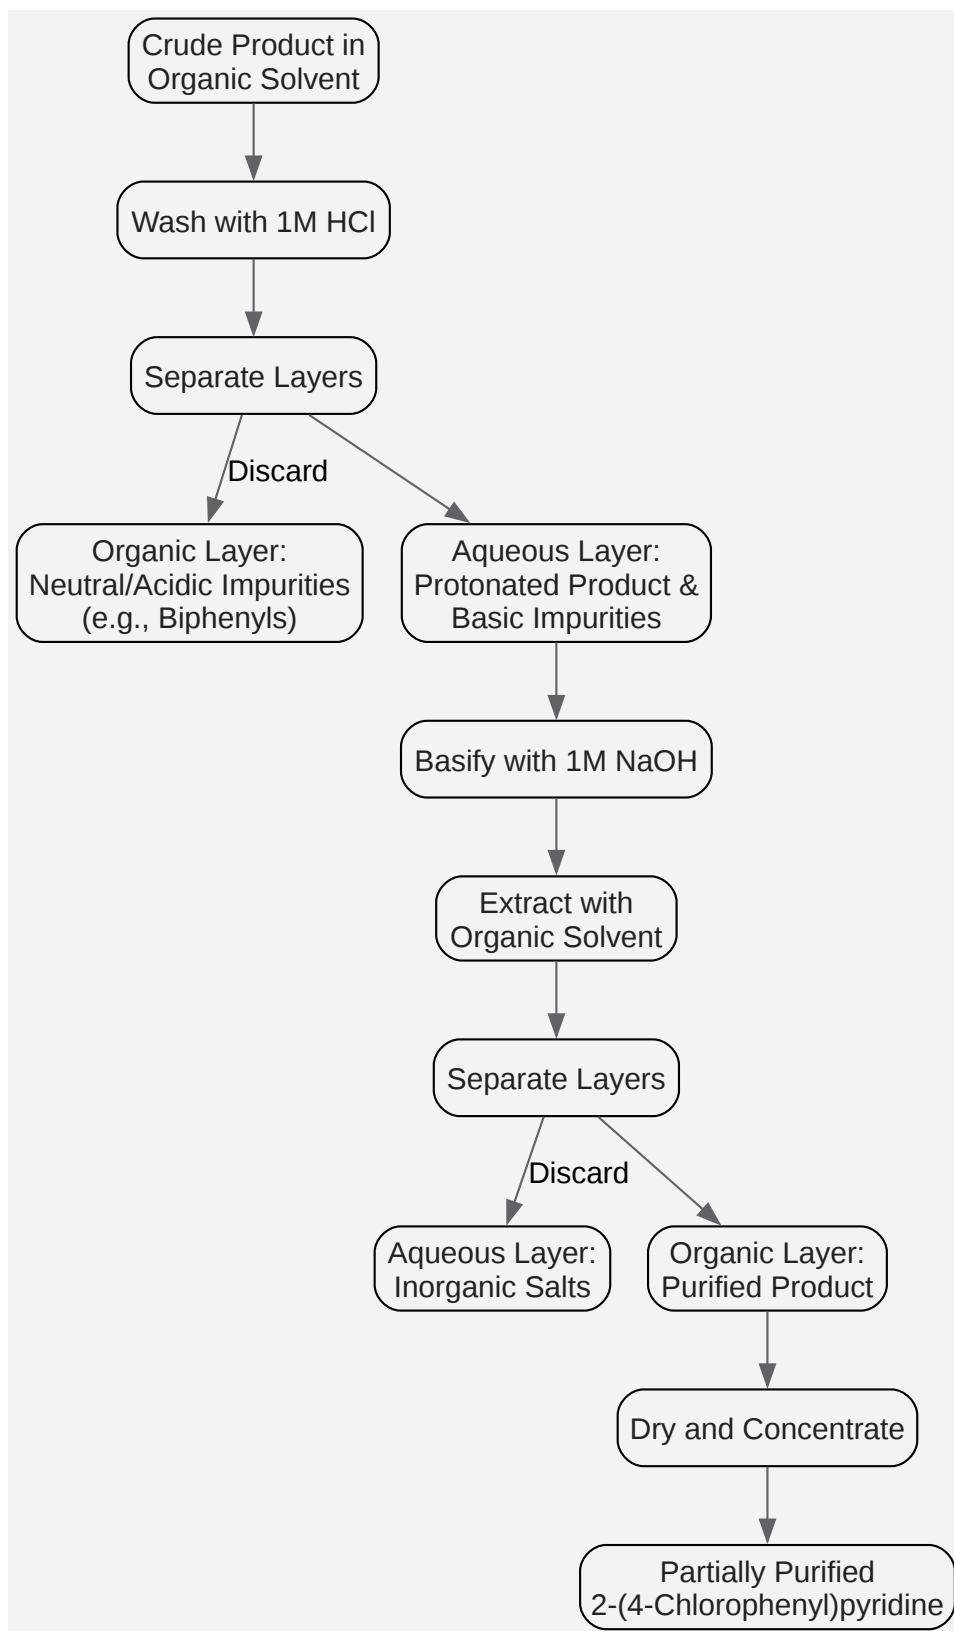 Crude Product in
Organic Solvent
Wash with 1M HCl
Separate Layers
Discard
Organic Layer:
Neutral/Acidic Impurities
(e.g., Biphenyls)
Aqueous Layer:
Protonated Product &
Basic Impurities
Basify with 1M NaOH
Extract with
Organic Solvent
Separate Layers
Discard
Aqueous Layer:
Inorganic Salts
Organic Layer:
Purified Product
Dry and Concentrate
Partially Purified
2-(4-Chlorophenyl)pyridine